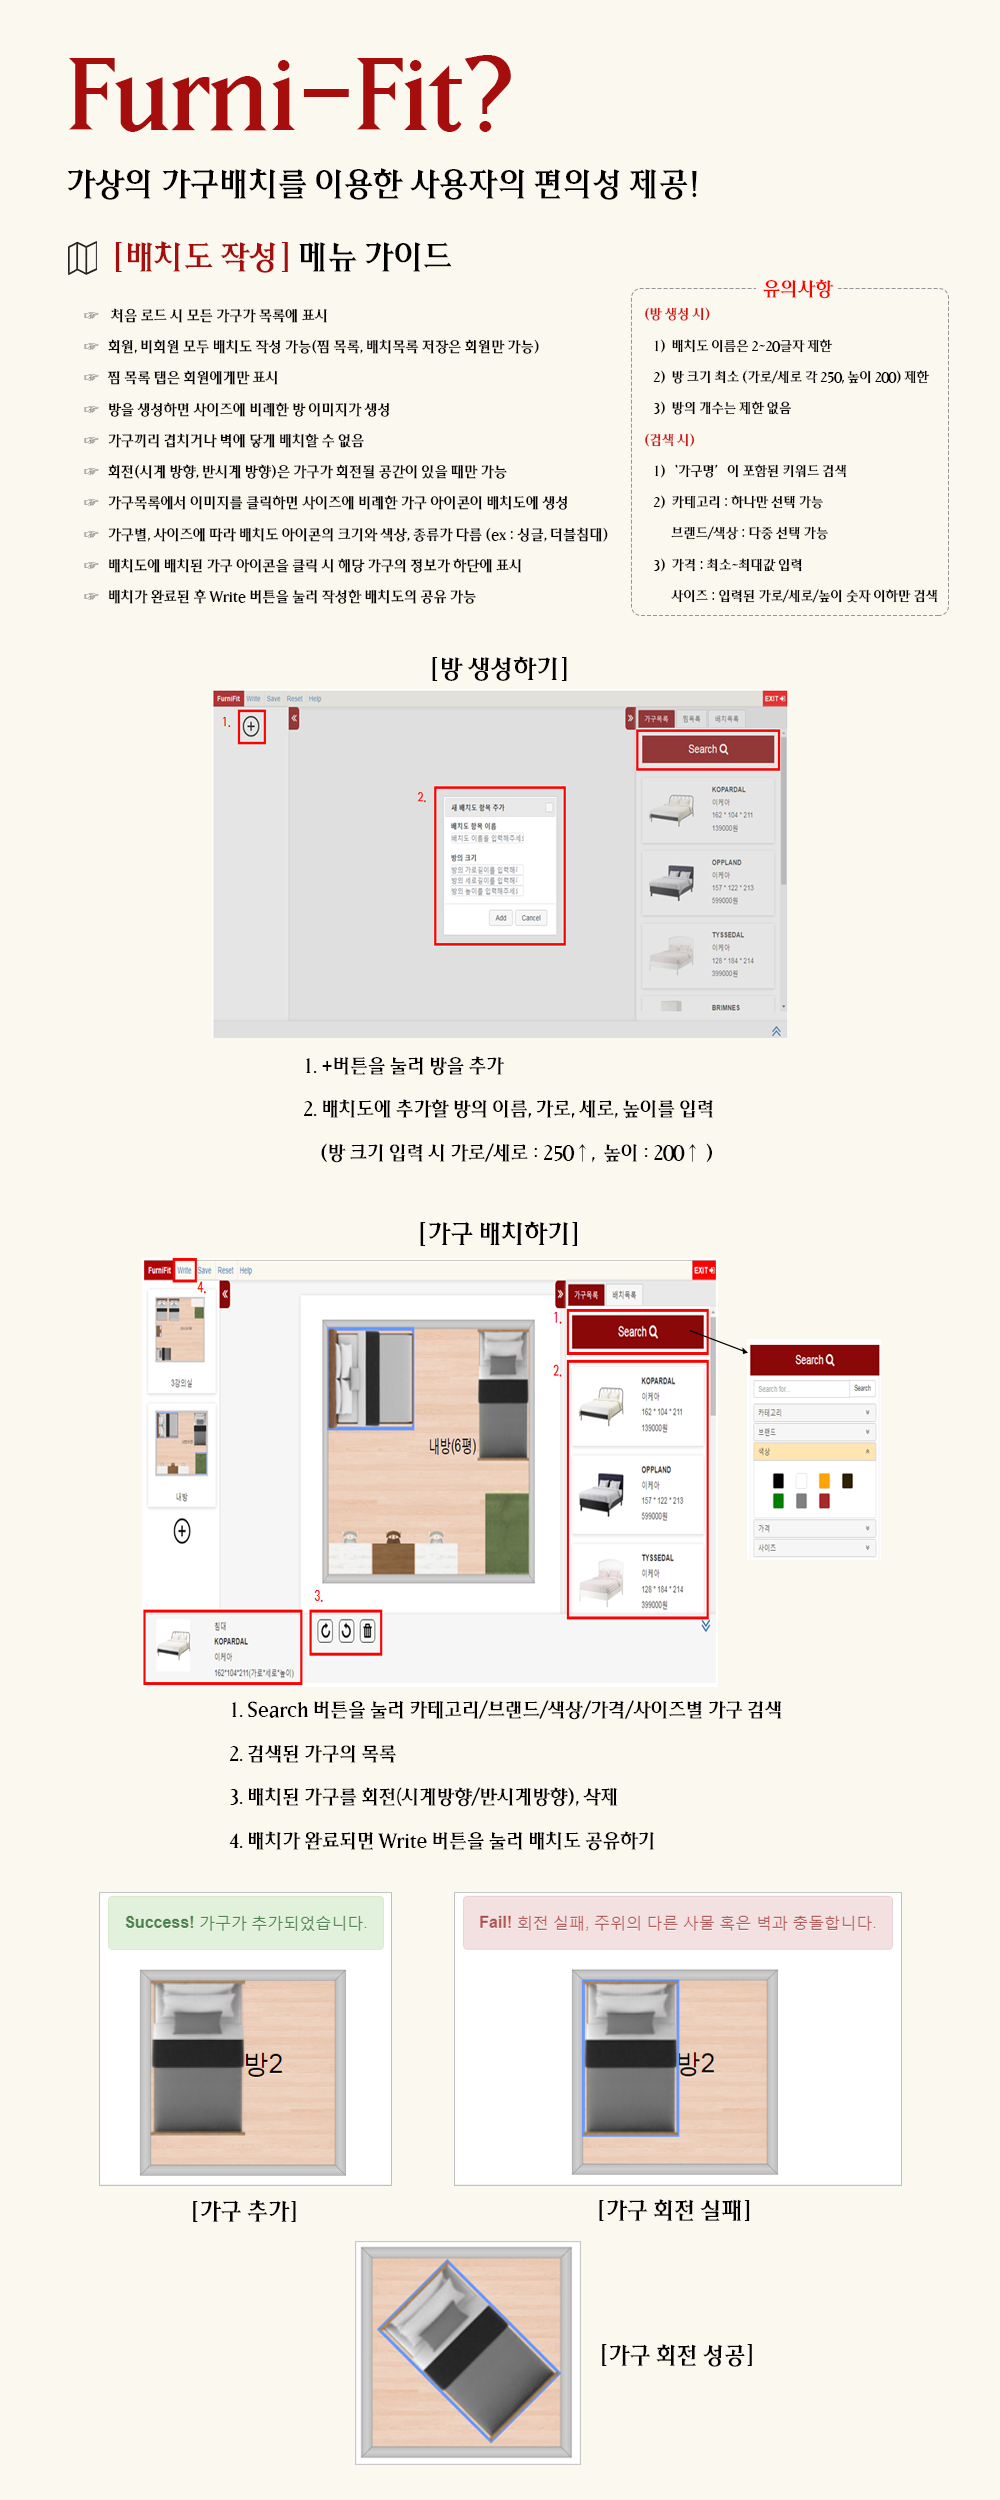 Furni-Fit?
가상의 가구배치를 이용한 사용자의 편의성 제공!
[배치도 작성] 메뉴 가이드
☞ 처음 로드 시 모든 가구가 목록에 표시
☞ 회원, 비회원 모두 배치도 작성 가능(찜 목록, 배치목록 저장은 회원만 가능)
☞ 찜 목록 탭은 회원에게만 표시
☞ 방을 생성하면 사이즈에 비례한 방 이미지가 생성
☞ 가구끼리 겹치거나 벽에 닿게 배치할 수 없음
☞ 회전(시계 방향, 반시계 방향)은 가구가 회전될 공간이 있을 때만 가능
☞ 가구목록에서 이미지를 클릭하면 사이즈에 비례한 가구 아이콘이 배치도에 생성
☞ 가구별, 사이즈에 따라 배치도 아이콘의 크기와 색상, 종류가 다름 (ex : 싱글, 더블침대)
☞ 배치도에 배치된 가구 아이콘을 클릭 시 해당 가구의 정보가 하단에 표시
☞ 배치가 완료된 후 Write 버튼을 눌러 작성한 배치도의 공유 가능
유의사항
(방 생성 시)
1) 배치도 이름은 2~20글자 제한
2) 방 크기 최소 (가로/세로 각 250, 높이 200) 제한
3) 방의 개수는 제한 없음
(검색 시)
1) '가구명' 이 포함된 키워드 검색
2) 카테고리 : 하나만 선택 가능
브랜드/색상 : 다중 선택 가능
3) 가격 : 최소~최대값 입력
사이즈 : 입력된 가로/세로/높이 숫자 이하만 검색
[방 생성하기]
FurniFit Write Save Reset Help EXIT
1.
가구목록 찜목록 배치목록
Search
2.
새 배치도 항목 추가
배치도 항목 이름
배치도 이름을 입력해주세요
방의 크기
방의 가로길이를 입력해주
방의 세로길이를 입력해주
방의 높이를 입력해주세요
Add Cancel
KOPARDAL
이케아
162 * 104 * 211
139000원
OPPLAND
이케아
157 * 122 * 213
599000원
TYSSEDAL
이케아
128 * 184 * 214
399000원
BRIMNES
1. +버튼을 눌러 방을 추가
2. 배치도에 추가할 방의 이름, 가로, 세로, 높이를 입력
(방 크기 입력 시 가로/세로 : 250↑, 높이 : 200↑ )
[가구 배치하기]
FurniFit Write Save Reset Help EXIT
4.
3강의실
내방
내방(6평)
가구목록 배치목록
1.
Search
2.
KOPARDAL
이케아
162 * 104 * 211
139000원
OPPLAND
이케아
157 * 122 * 213
599000원
TYSSEDAL
이케아
128 * 184 * 214
399000원
Search
Search for... Search
카테고리
브랜드
색상
가격
사이즈
3.
침대
KOPARDAL
이케아
162*104*211(가로*세로*높이)
1. Search 버튼을 눌러 카테고리/브랜드/색상/가격/사이즈별 가구 검색
2. 검색된 가구의 목록
3. 배치된 가구를 회전(시계방향/반시계방향), 삭제
4. 배치가 완료되면 Write 버튼을 눌러 배치도 공유하기
Success! 가구가 추가되었습니다.
방2
[가구 추가]
Fail! 회전 실패, 주위의 다른 사물 혹은 벽과 충돌합니다.
방2
[가구 회전 실패]
[가구 회전 성공]